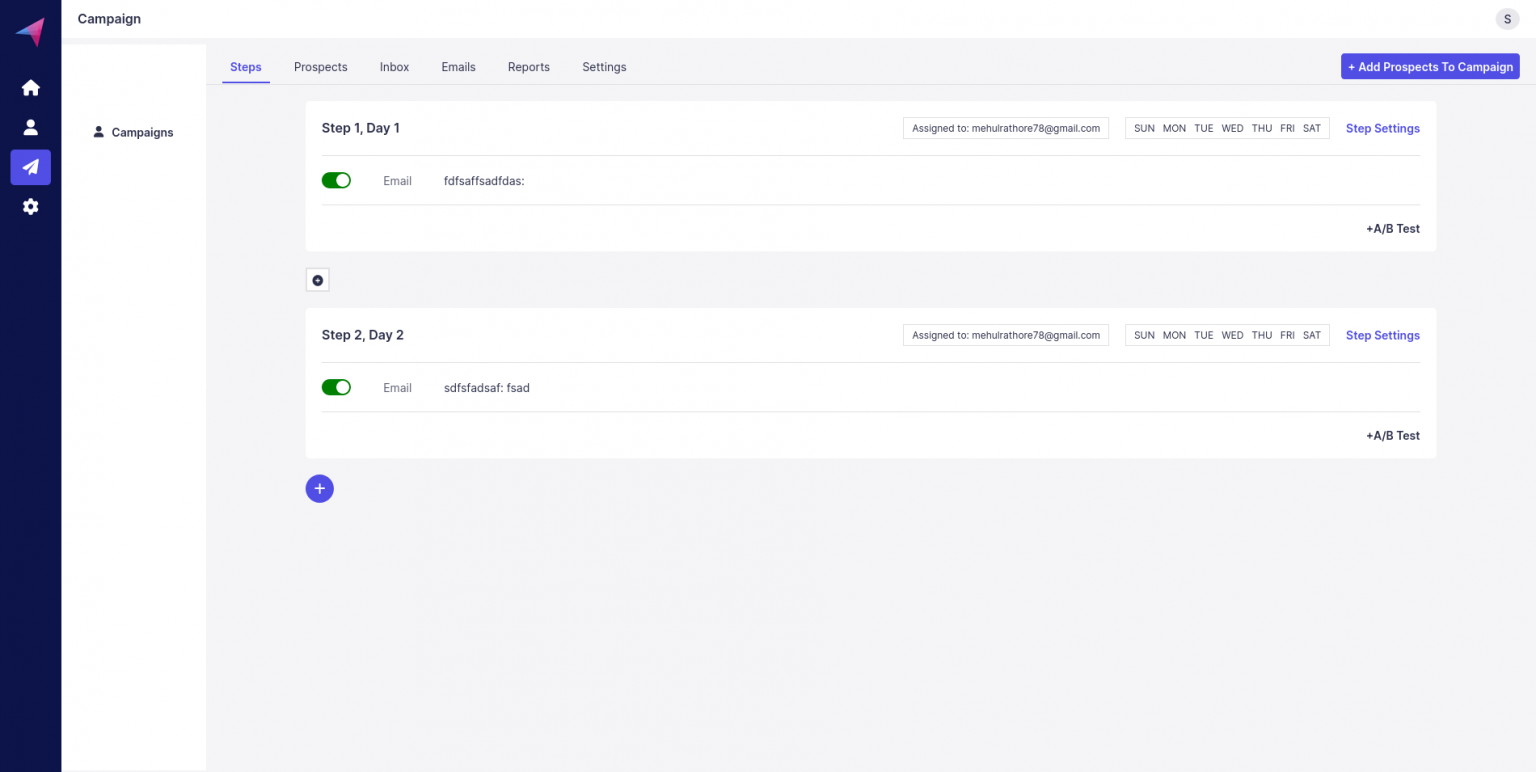 Campaign
S
Steps Prospects Inbox Emails Reports Settings
+ Add Prospects To Campaign
Campaigns
Step 1, Day 1
Assigned to: mehulrathore78@gmail.com
SUN MON TUE WED THU FRI SAT
Step Settings
Email fdfsaffsadfdas:
+A/B Test
Step 2, Day 2
Assigned to: mehulrathore78@gmail.com
SUN MON TUE WED THU FRI SAT
Step Settings
Email sdfsfadsaf: fsad
+A/B Test